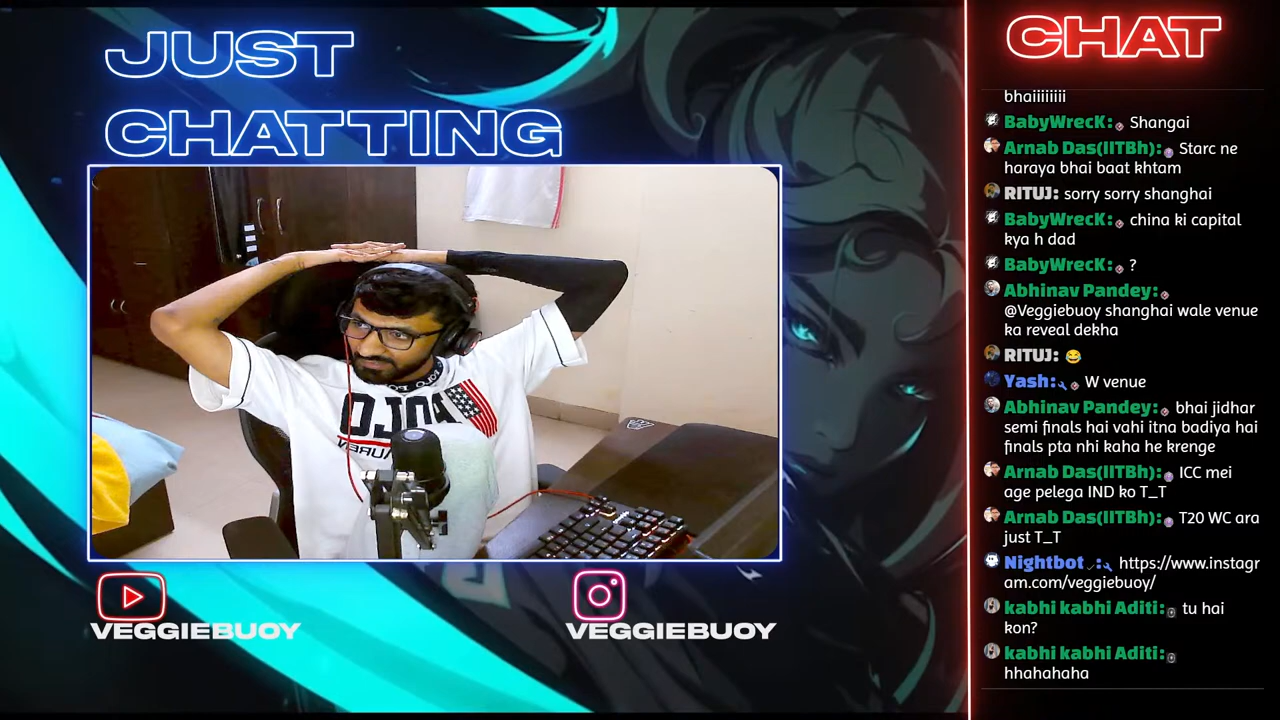 JUST
CHATTING
VEGGIEBUOY
VEGGIEBUOY
CHAT
bhaiiiiiii
BabyWrecK: Shangai
Arnab Das(IITBh): Starc ne
haraya bhai baat khtam
RITUJ: sorry sorry shanghai
BabyWrecK: china ki capital
kya h dad
BabyWrecK: ?
Abhinav Pandey:
@Veggiebuoy shanghai wale venue
ka reveal dekha
RITUJ: 😂
Yash: W venue
Abhinav Pandey: bhai jidhar
semi finals hai vahi itna badiya hai
finals pta nhi kaha he krenge
Arnab Das(IITBh): ICC mei
age pelega IND ko T_T
Arnab Das(IITBh): T20 WC ara
just T_T
Nightbot: https://www.instagr
am.com/veggiebuoy/
kabhi kabhi Aditi: tu hai
kon?
kabhi kabhi Aditi:
hhahahaha